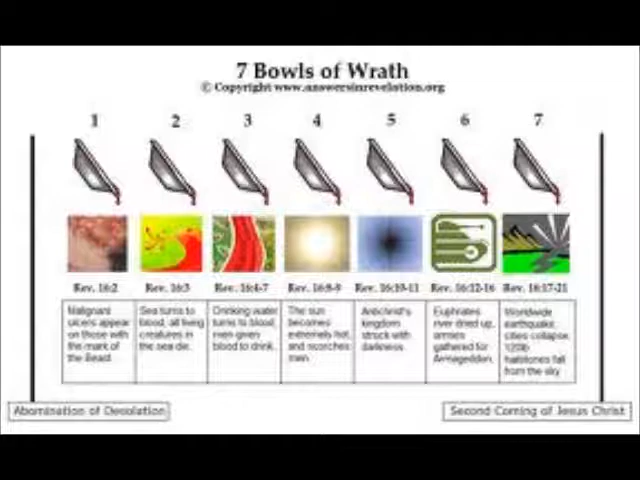 7 Bowls of Wrath
© Copyright www.answersinrevelation.org
1 2 3 4 5 6 7
Rev. 16:2 Rev. 16:3 Rev. 16:4-7 Rev. 16:8-9 Rev. 16:10-11 Rev. 16:12-16 Rev. 16:17-21
Malignant
ulcers appear
on those with
the mark of
the Beast
Sea turns to
blood, all living
creatures in
the sea die.
Drinking water
turns to blood,
men given
blood to drink.
The sun
becomes
extremely hot,
and scorches
men
Antichrist's
kingdom
struck with
darkness
Euphrates
river dried up,
armies
gathered for
Armageddon.
Worldwide
earthquake,
cities collapse,
120lb
hailstones fall
from the sky
Abomination of Desolation
Second Coming of Jesus Christ